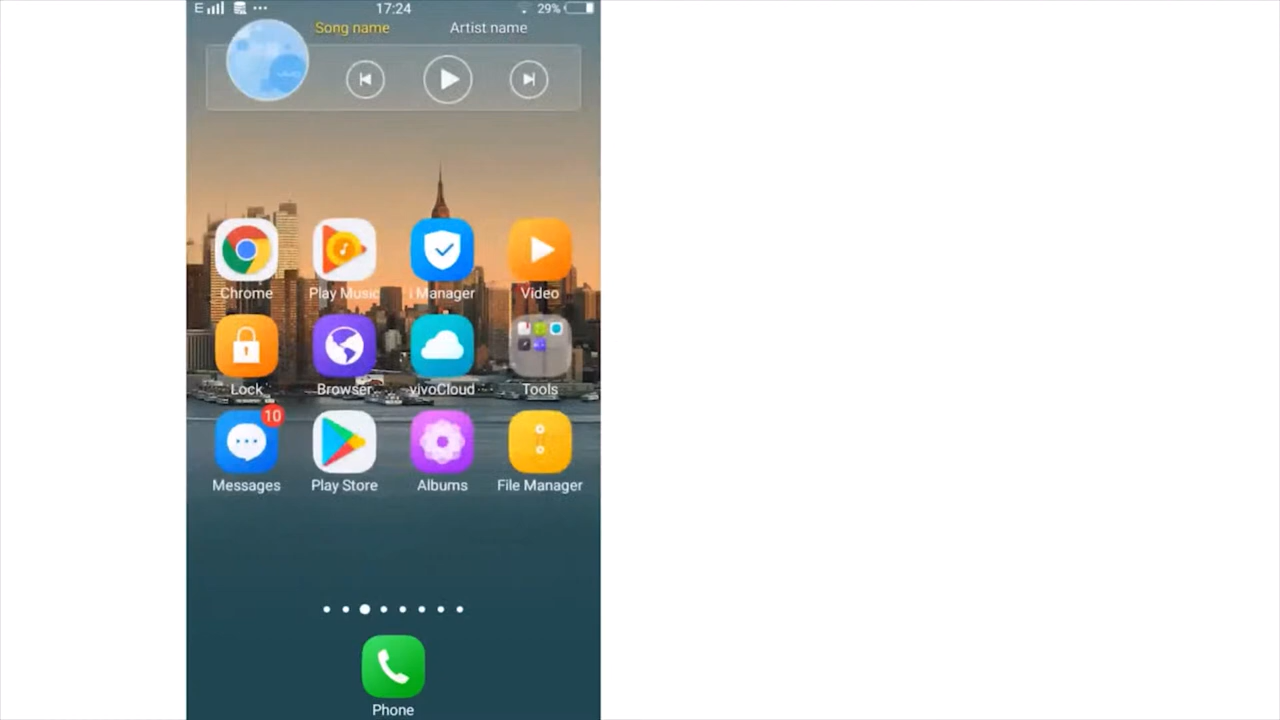 E 17:24 29%
Song name Artist name
Chrome Play Music i Manager Video
Lock Browser vivoCloud Tools
10
Messages Play Store Albums File Manager
Phone